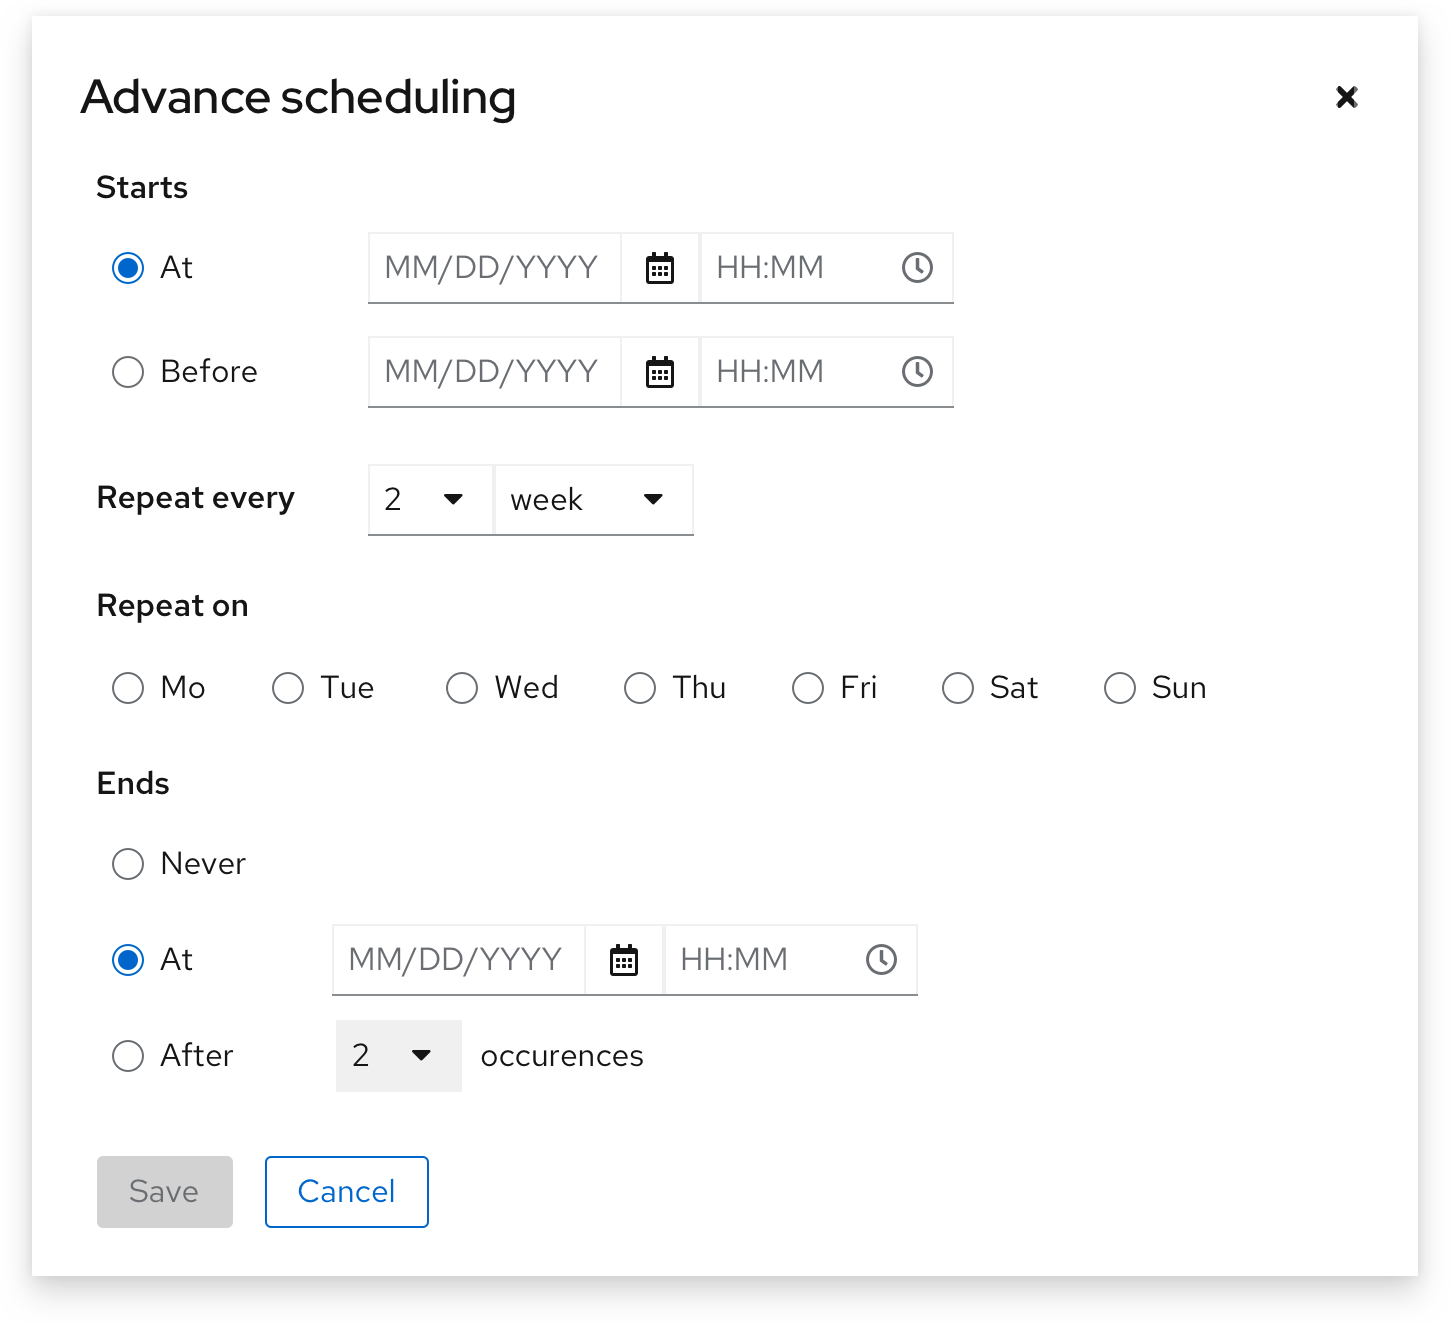 Advance scheduling
Starts
At MM/DD/YYYY HH:MM
Before MM/DD/YYYY HH:MM
Repeat every 2 week
Repeat on
Mo Tue Wed Thu Fri Sat Sun
Ends
Never
At MM/DD/YYYY HH:MM
After 2 occurences
Save Cancel